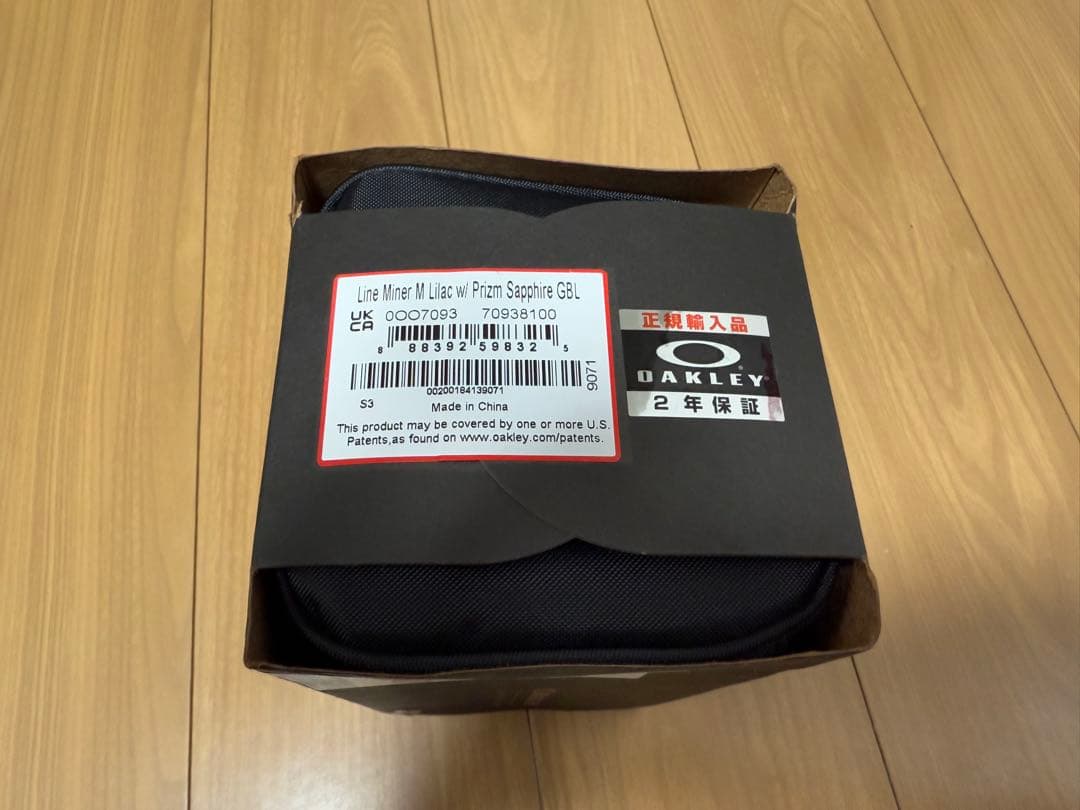 Line Miner M Lilac w/ Prizm Sapphire GBL
UK
CA
0OO7093 70938100
8 88392 59832 5
00200184139071
9071
S3
Made in China
This product may be covered by one or more U.S.
Patents,as found on www.oakley.com/patents.
正規輸入品
OAKLEY
2年保証